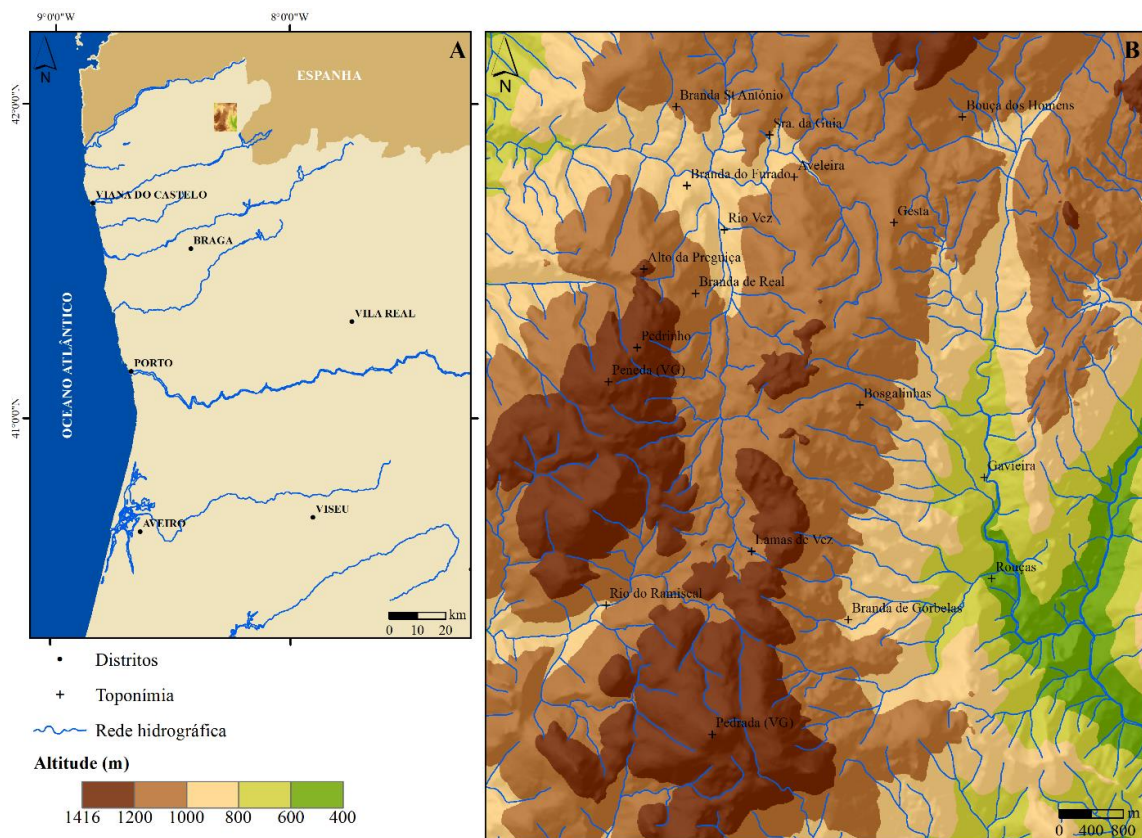 9°0'0"W
8°0'0"W
A
N
ESPANHA
42°0'0"N
VIANA DO CASTELO
BRAGA
VILA REAL
PORTO
OCEANO ATLÂNTICO
41°0'0"N
VISEU
AVEIRO
km
0 10 20
B
N
Branda St António
Bouça dos Homens
Sra. da Guia
Aveleira
Branda do Furado
Gesta
Rio Vez
Alto da Preguiça
Branda de Real
Pedrinho
Peneda (VG)
Bosgalinhas
Gavieira
Lamas de Vez
Rouças
Rio do Ramiscal
Branda de Gorbelas
Pedrada (VG)
m
0 400 800
Distritos
Toponímia
Rede hidrográfica
Altitude (m)
1416 1200 1000 800 600 400